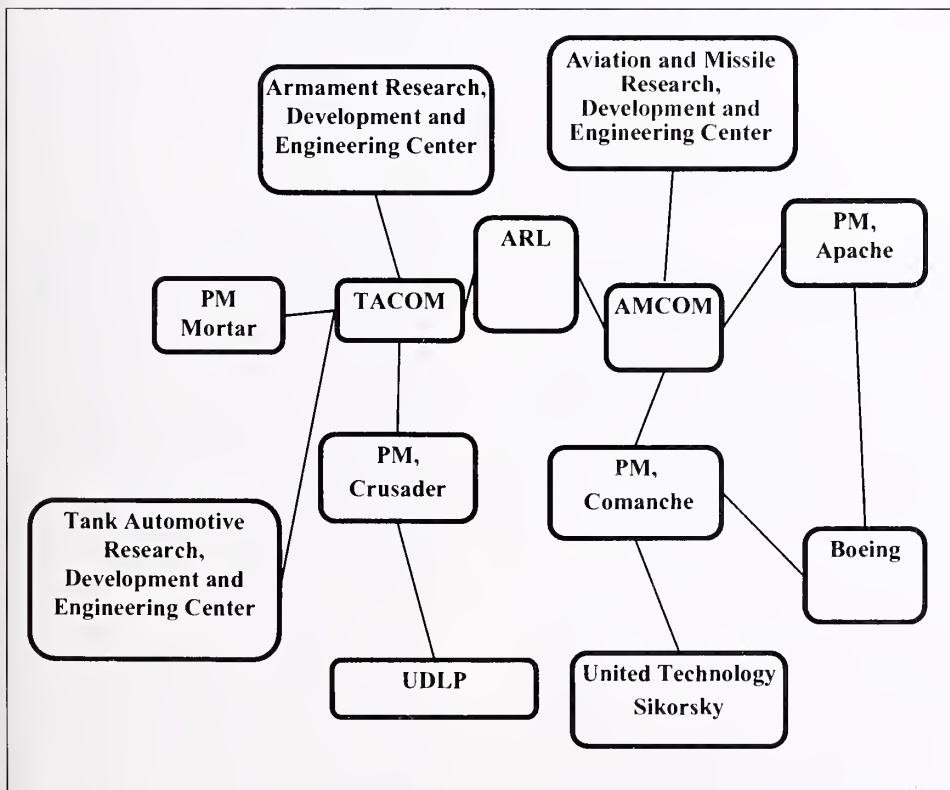 Armament Research,
Development and
Engineering Center
Aviation and Missile
Research,
Development and
Engineering Center
ARL
PM,
Apache
PM
Mortar
TACOM
AMCOM
PM,
Crusader
PM,
Comanche
Tank Automotive
Research,
Development and
Engineering Center
Boeing
UDLP
United Technology
Sikorsky